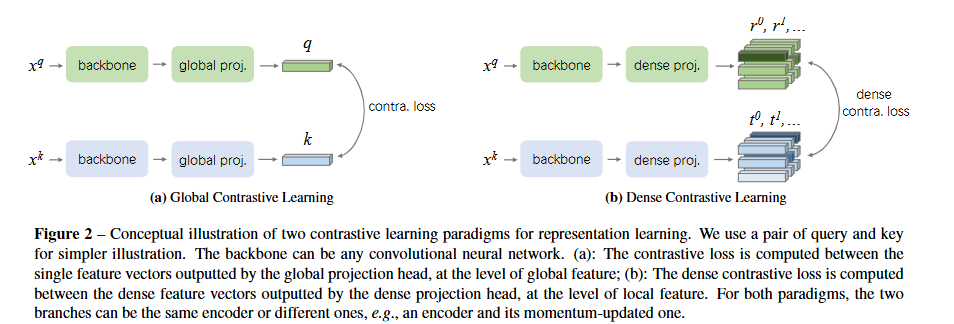 q
r⁰, r¹,...
x^q
backbone
global proj.
x^q
backbone
dense proj.
contra. loss
dense
contra. loss
k
t⁰, t¹,...
x^k
backbone
global proj.
x^k
backbone
dense proj.
(a) Global Contrastive Learning
(b) Dense Contrastive Learning
Figure 2 – Conceptual illustration of two contrastive learning paradigms for representation learning. We use a pair of query and key
for simpler illustration. The backbone can be any convolutional neural network. (a): The contrastive loss is computed between the
single feature vectors outputted by the global projection head, at the level of global feature; (b): The dense contrastive loss is computed
between the dense feature vectors outputted by the dense projection head, at the level of local feature. For both paradigms, the two
branches can be the same encoder or different ones, e.g., an encoder and its momentum-updated one.